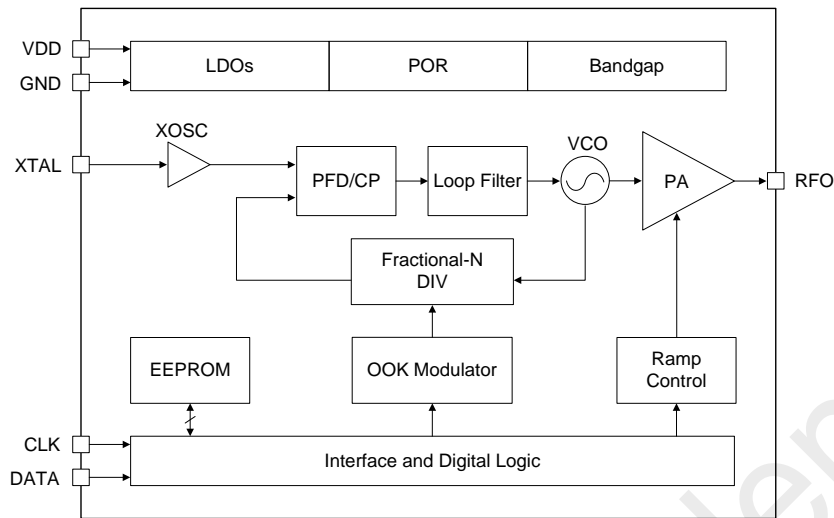 VDD
GND
LDOs
POR
Bandgap
XOSC
XTAL
PFD/CP
Loop Filter
VCO
PA
RFO
Fractional-N
DIV
EEPROM
OOK Modulator
Ramp
Control
CLK
DATA
Interface and Digital Logic